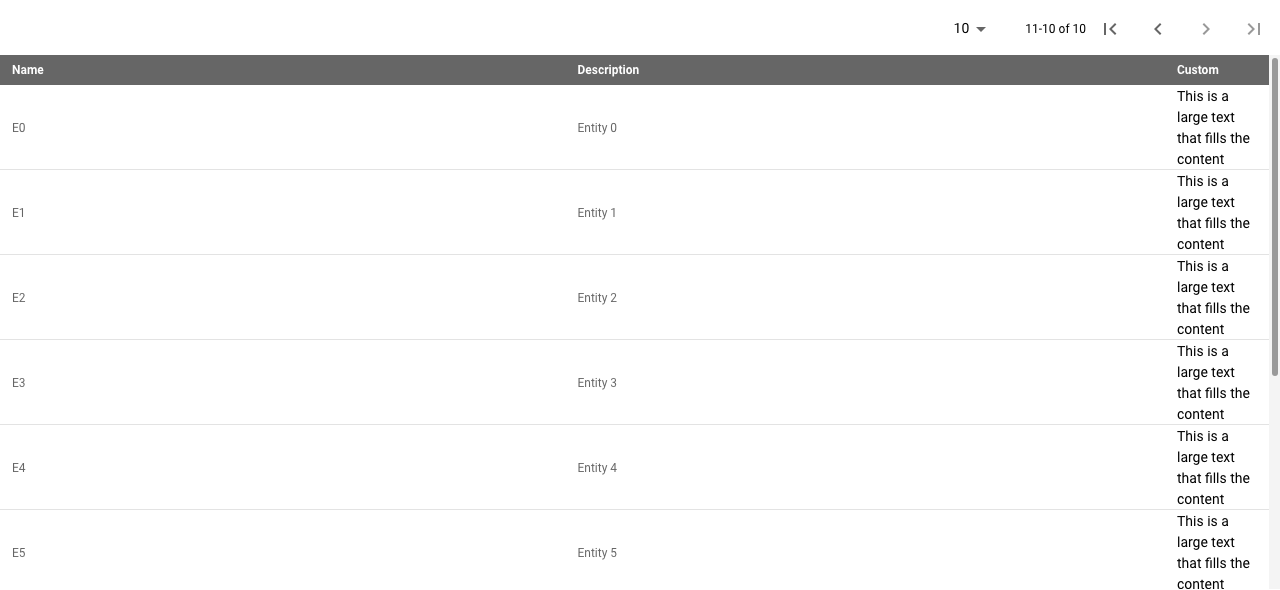 10 11-10 of 10
Name Description Custom
E0 Entity 0 This is a
large text
that fills the
content
E1 Entity 1 This is a
large text
that fills the
content
E2 Entity 2 This is a
large text
that fills the
content
E3 Entity 3 This is a
large text
that fills the
content
E4 Entity 4 This is a
large text
that fills the
content
E5 Entity 5 This is a
large text
that fills the
content